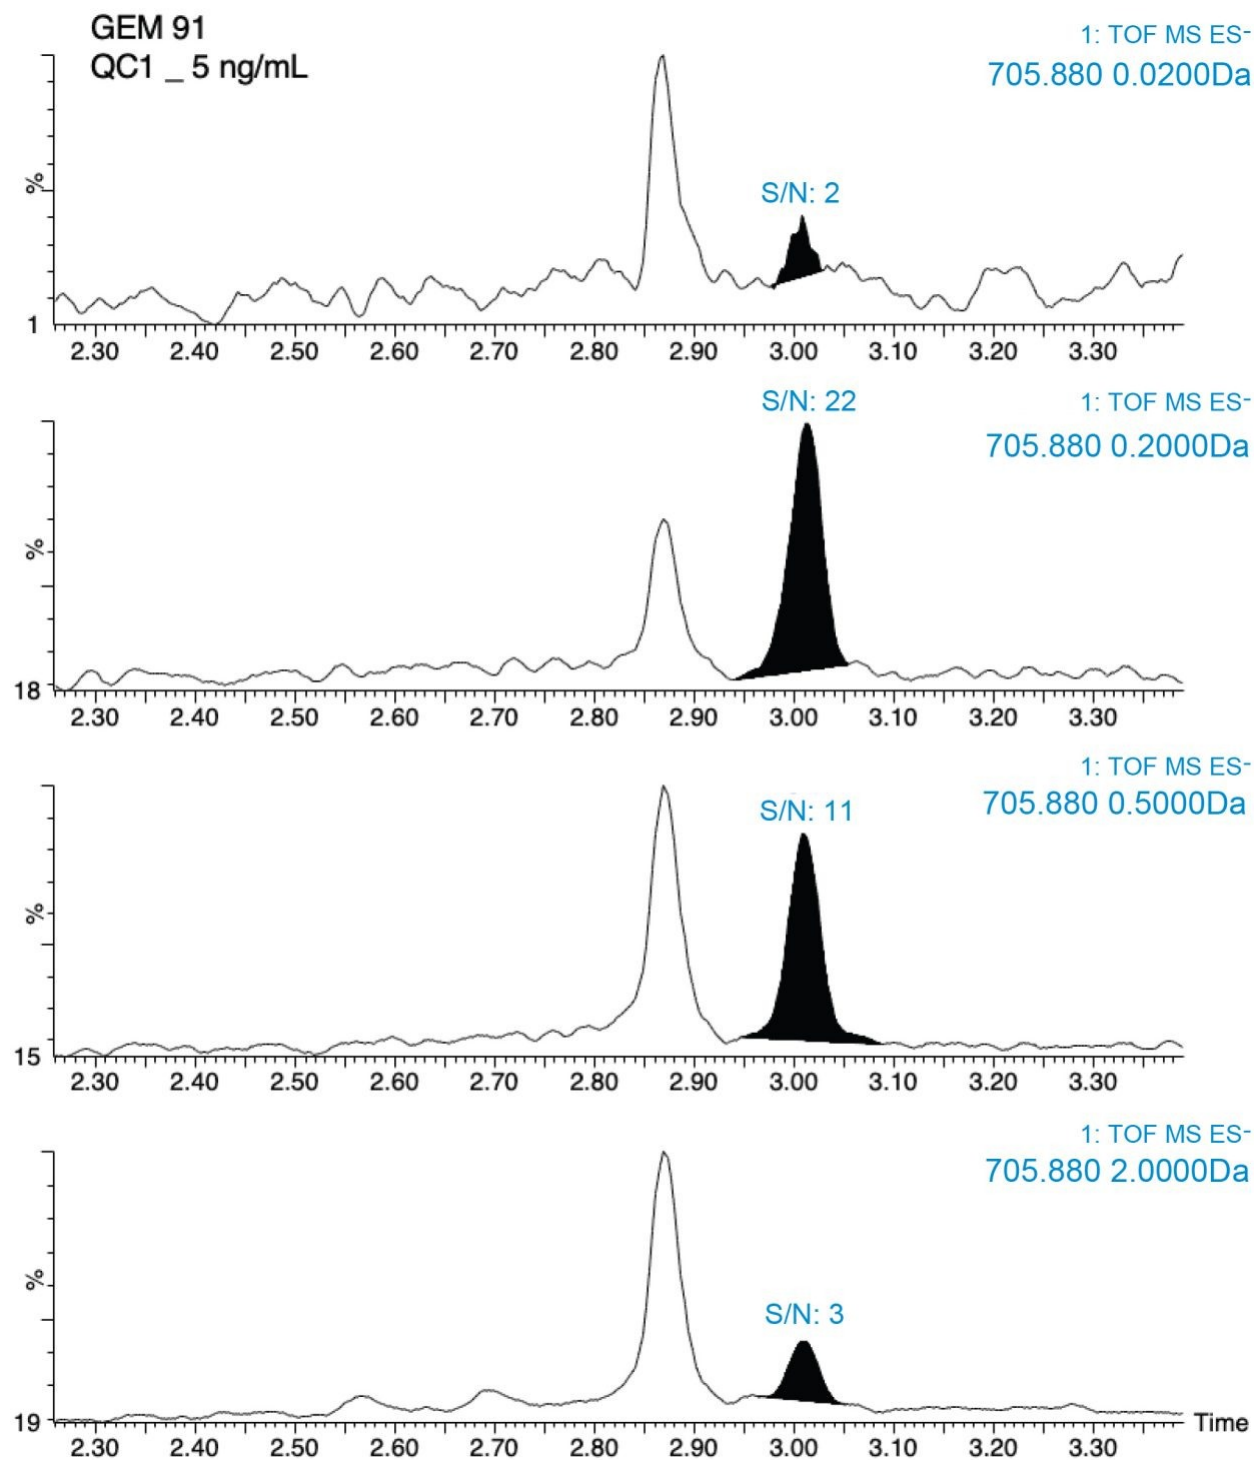 GEM 91
QC1 _ 5 ng/mL
1: TOF MS ES-
705.880 0.0200Da
S/N: 2
%
1
2.30 2.40 2.50 2.60 2.70 2.80 2.90 3.00 3.10 3.20 3.30
S/N: 22
1: TOF MS ES-
705.880 0.2000Da
%
18
2.30 2.40 2.50 2.60 2.70 2.80 2.90 3.00 3.10 3.20 3.30
1: TOF MS ES-
705.880 0.5000Da
S/N: 11
%
15
2.30 2.40 2.50 2.60 2.70 2.80 2.90 3.00 3.10 3.20 3.30
1: TOF MS ES-
705.880 2.0000Da
%
S/N: 3
19
Time
2.30 2.40 2.50 2.60 2.70 2.80 2.90 3.00 3.10 3.20 3.30